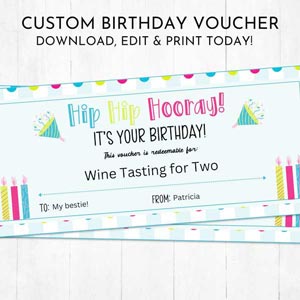 CUSTOM BIRTHDAY VOUCHER
DOWNLOAD, EDIT & PRINT TODAY!
Hip Hip Hooray!
IT'S YOUR BIRTHDAY!
This voucher is redeemable for:
Wine Tasting for Two
TO: My bestie! FROM: Patricia